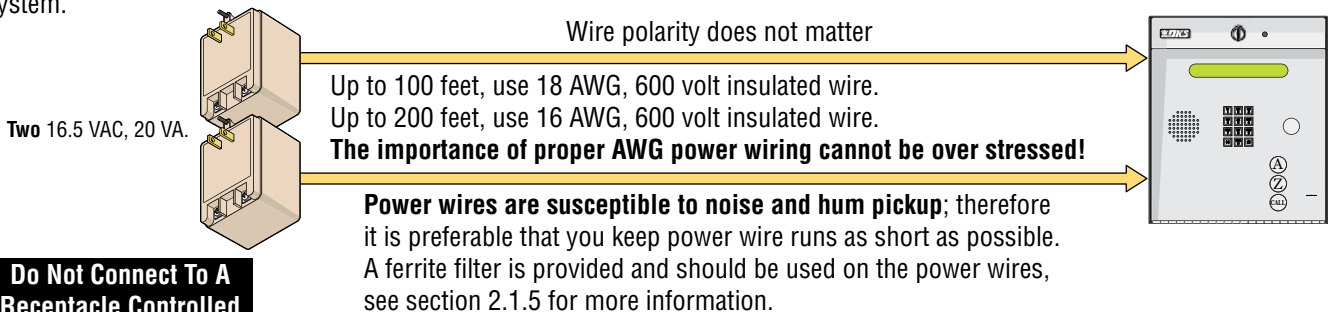 ystem.
Wire polarity does not matter
Up to 100 feet, use 18 AWG, 600 volt insulated wire.
Up to 200 feet, use 16 AWG, 600 volt insulated wire.
Two 16.5 VAC, 20 VA.
The importance of proper AWG power wiring cannot be over stressed!
Power wires are susceptible to noise and hum pickup; therefore
it is preferable that you keep power wire runs as short as possible.
A ferrite filter is provided and should be used on the power wires,
see section 2.1.5 for more information.
Do Not Connect To A
Receptacle Controlled
DKS
A
Z
CALL